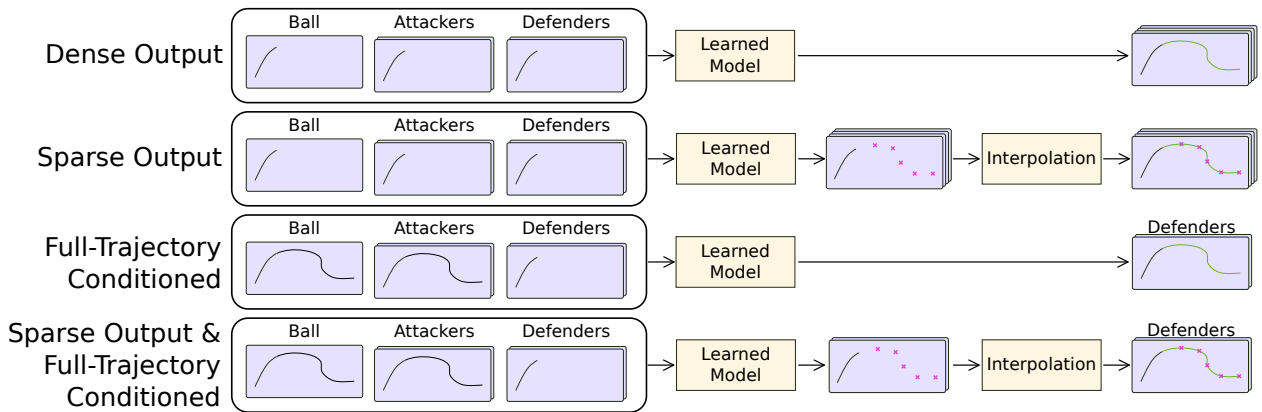 Dense Output
Ball Attackers Defenders
Learned
Model
Sparse Output
Ball Attackers Defenders
Learned
Model
Interpolation
Full-Trajectory
Conditioned
Ball Attackers Defenders
Learned
Model
Defenders
Sparse Output &
Full-Trajectory
Conditioned
Ball Attackers Defenders
Learned
Model
Interpolation
Defenders